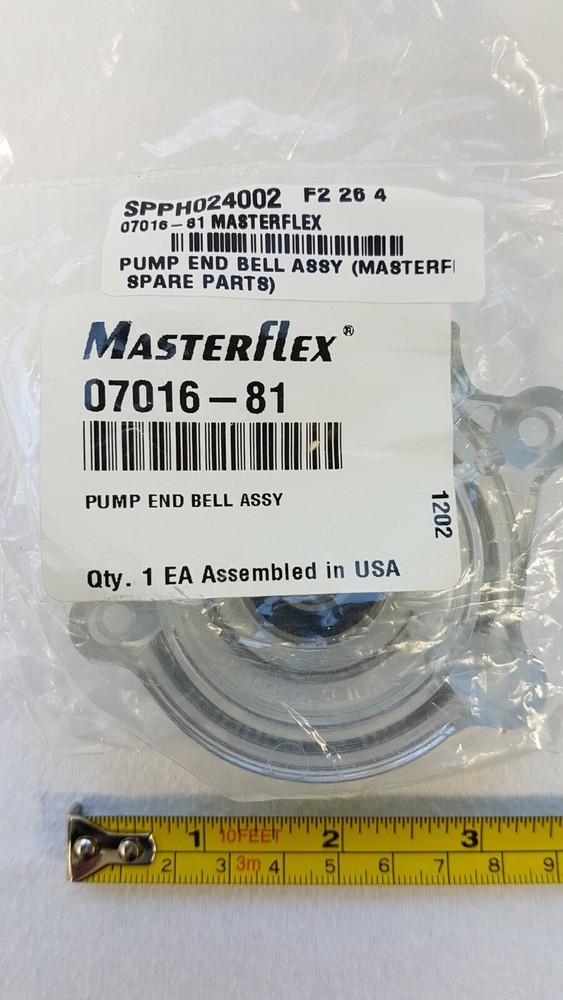 SPPH024002 F2 26 4
07016-81 MASTERFLEX
PUMP END BELL ASSY (MASTERF
SPARE PARTS)
MASTERFLEX®
07016-81
PUMP END BELL ASSY
1202
Qty. 1 EA Assembled in USA
1 10FEET 2 3
2 3 3m 4 5 6 7 8 9